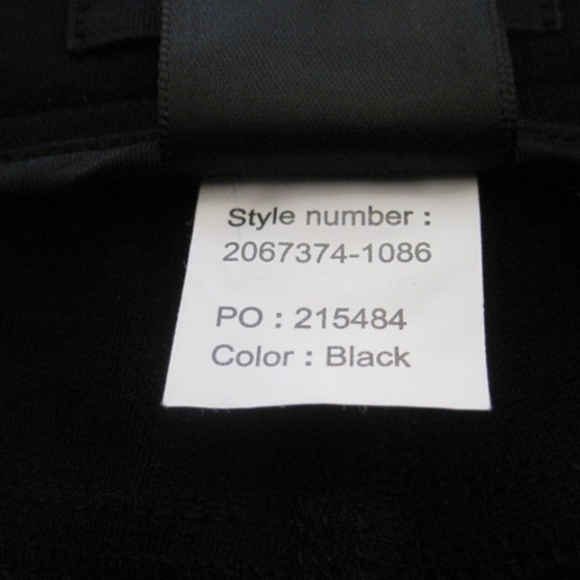 Style number :
2067374-1086
PO : 215484
Color : Black